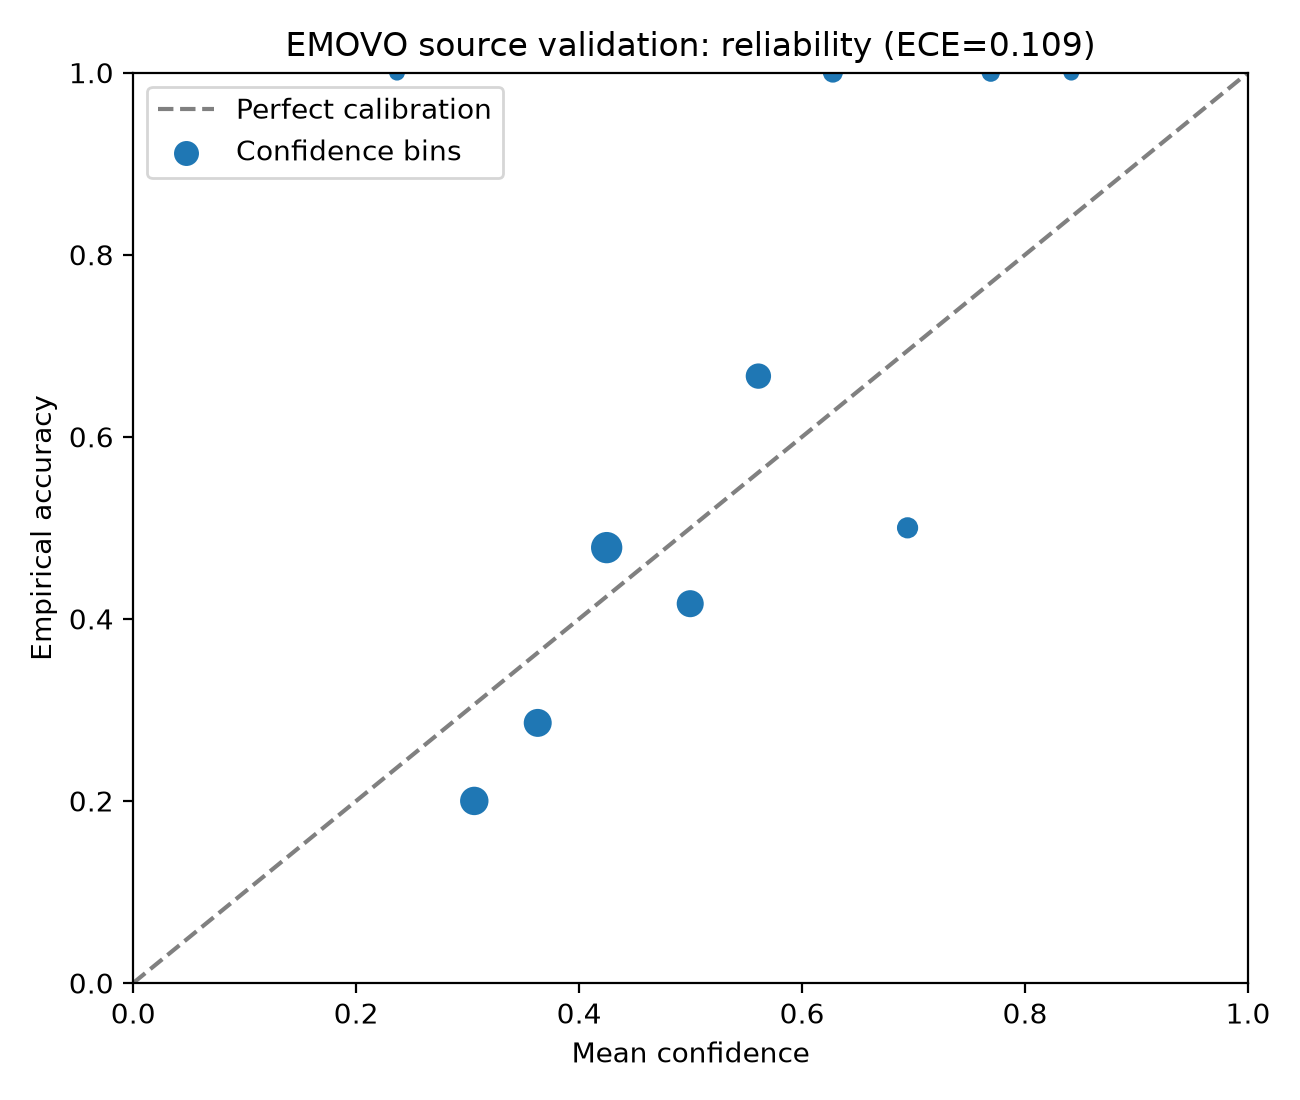 EMOVO source validation: reliability (ECE=0.109)
Perfect calibration
Confidence bins
Empirical accuracy
1.0
0.8
0.6
0.4
0.2
0.0
0.0 0.2 0.4 0.6 0.8 1.0
Mean confidence